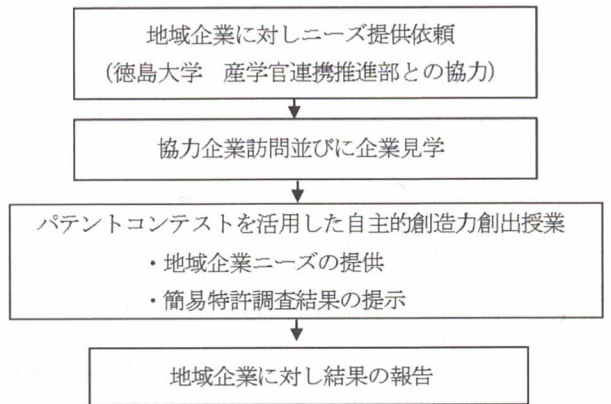 地域企業に対しニーズ提供依頼
（徳島大学　産学官連携推進部との協力）
協力企業訪問並びに企業見学
パテントコンテストを活用した自主的創造力創出授業
・地域企業ニーズの提供
・簡易特許調査結果の提示
地域企業に対し結果の報告